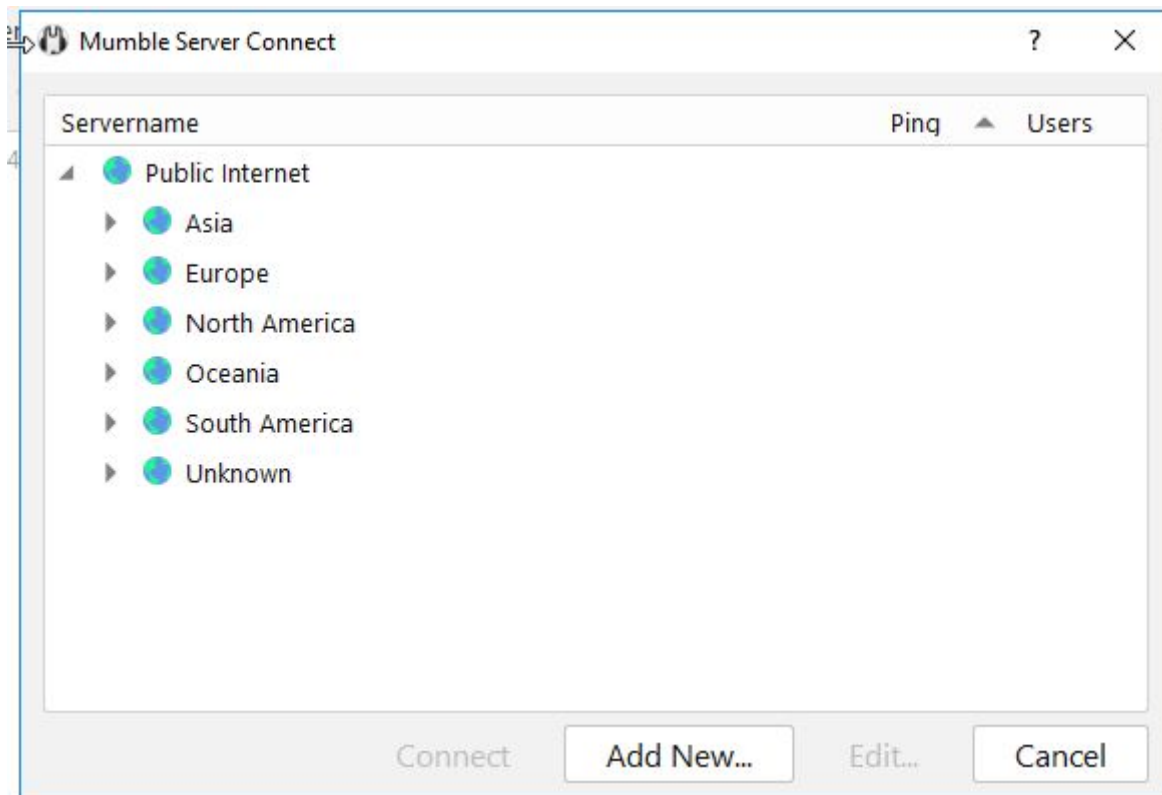 Mumble Server Connect ? ×
Servername Ping Users
Public Internet
Asia
Europe
North America
Oceania
South America
Unknown
Connect Add New... Edit... Cancel